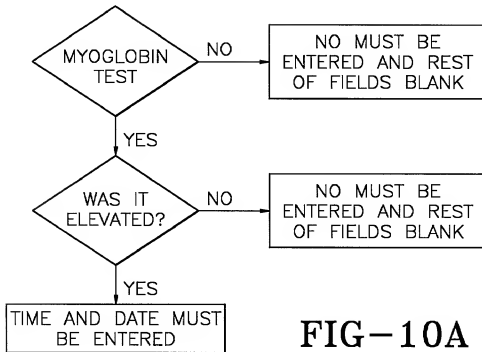 MYOGLOBIN
TEST
NO
NO MUST BE
ENTERED AND REST
OF FIELDS BLANK
YES
WAS IT
ELEVATED?
NO
NO MUST BE
ENTERED AND REST
OF FIELDS BLANK
YES
TIME AND DATE MUST
BE ENTERED
FIG-10A